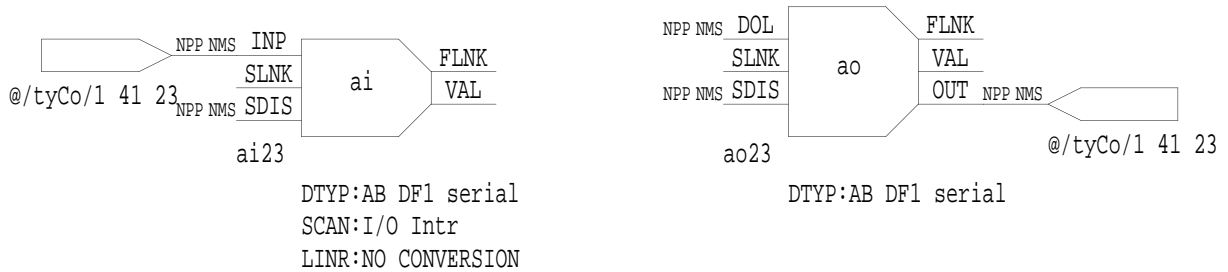 NPP NMS INP
SLNK
NPP NMS SDIS
ai
FLNK
VAL
@/tyCo/1 41 23
ai23
DTYP:AB DF1 serial
SCAN:I/O Intr
LINR:NO CONVERSION
NPP NMS DOL
SLNK
NPP NMS SDIS
ao
FLNK
VAL
OUT NPP NMS
@/tyCo/1 41 23
ao23
DTYP:AB DF1 serial